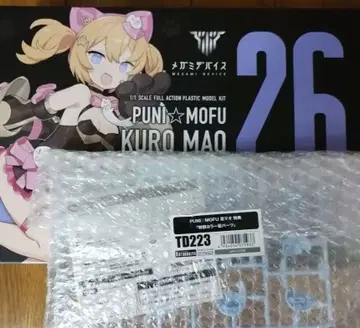 メガミデバイス
MEGAMI DEVICE
1/1 SCALE FULL ACTION PLASTIC MODEL KIT
PUNI☆MOFU
KURO MAO
26
TD223